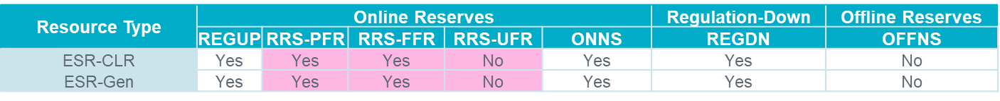 Resource Type Online Reserves Regulation-Down Offline Reserves
REGUP RRS-PFR RRS-FFR RRS-UFR ONNS REGDN OFFNS
ESR-CLR Yes Yes Yes No Yes Yes No
ESR-Gen Yes Yes Yes No Yes Yes No